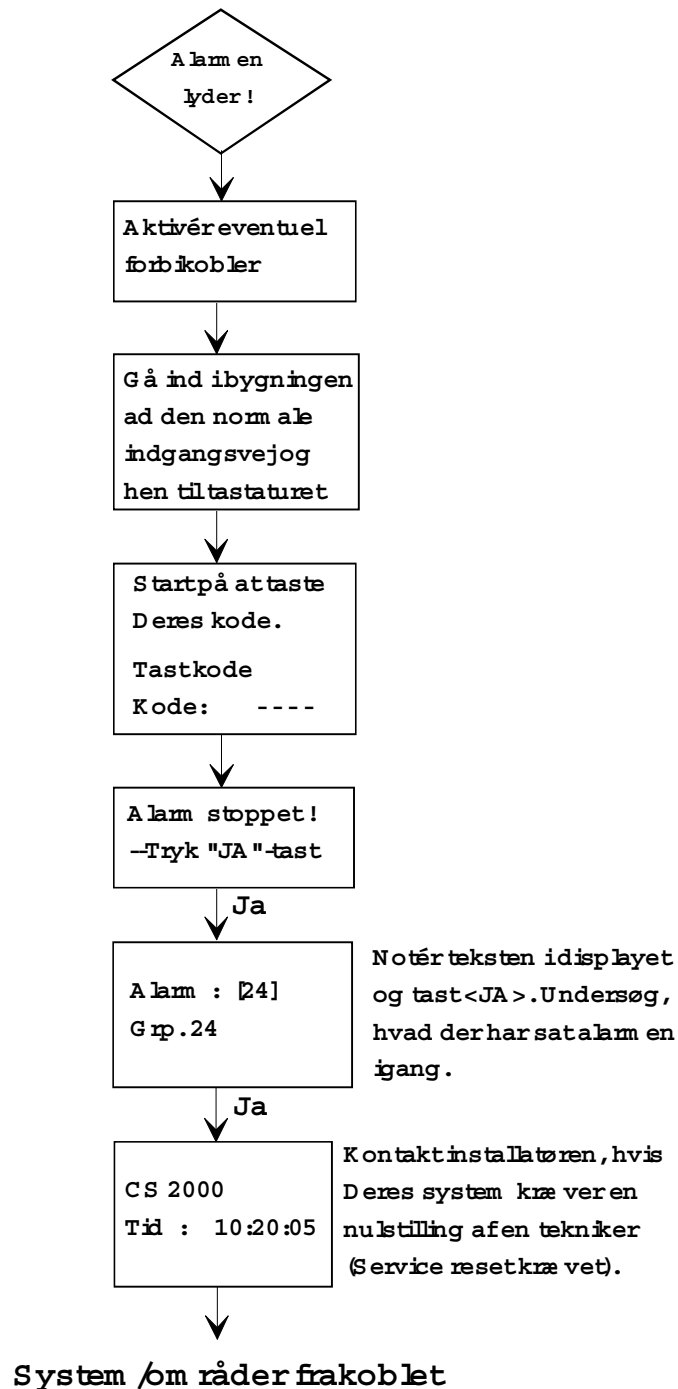 Alarmen
lyder!
Aktivér eventuel
forbikobler
Gå ind i bygningen
ad den normale
indgangsvej og
hen til tastaturet
Start på at taste
Deres kode.
Tast kode
Kode: ----
Alarm stoppet!
--Tryk "JA"-tast
Ja
Alarm : [24]
Grp. 24
Notér teksten i displayet
og tast <JA>. Undersøg,
hvad der har sat alarmen
igang.
Ja
CS 2000
Tid : 10:20:05
Kontakt installatøren, hvis
Deres system kræver en
nulstilling af en tekniker
(Service reset krævet).
System /områder frakoblet